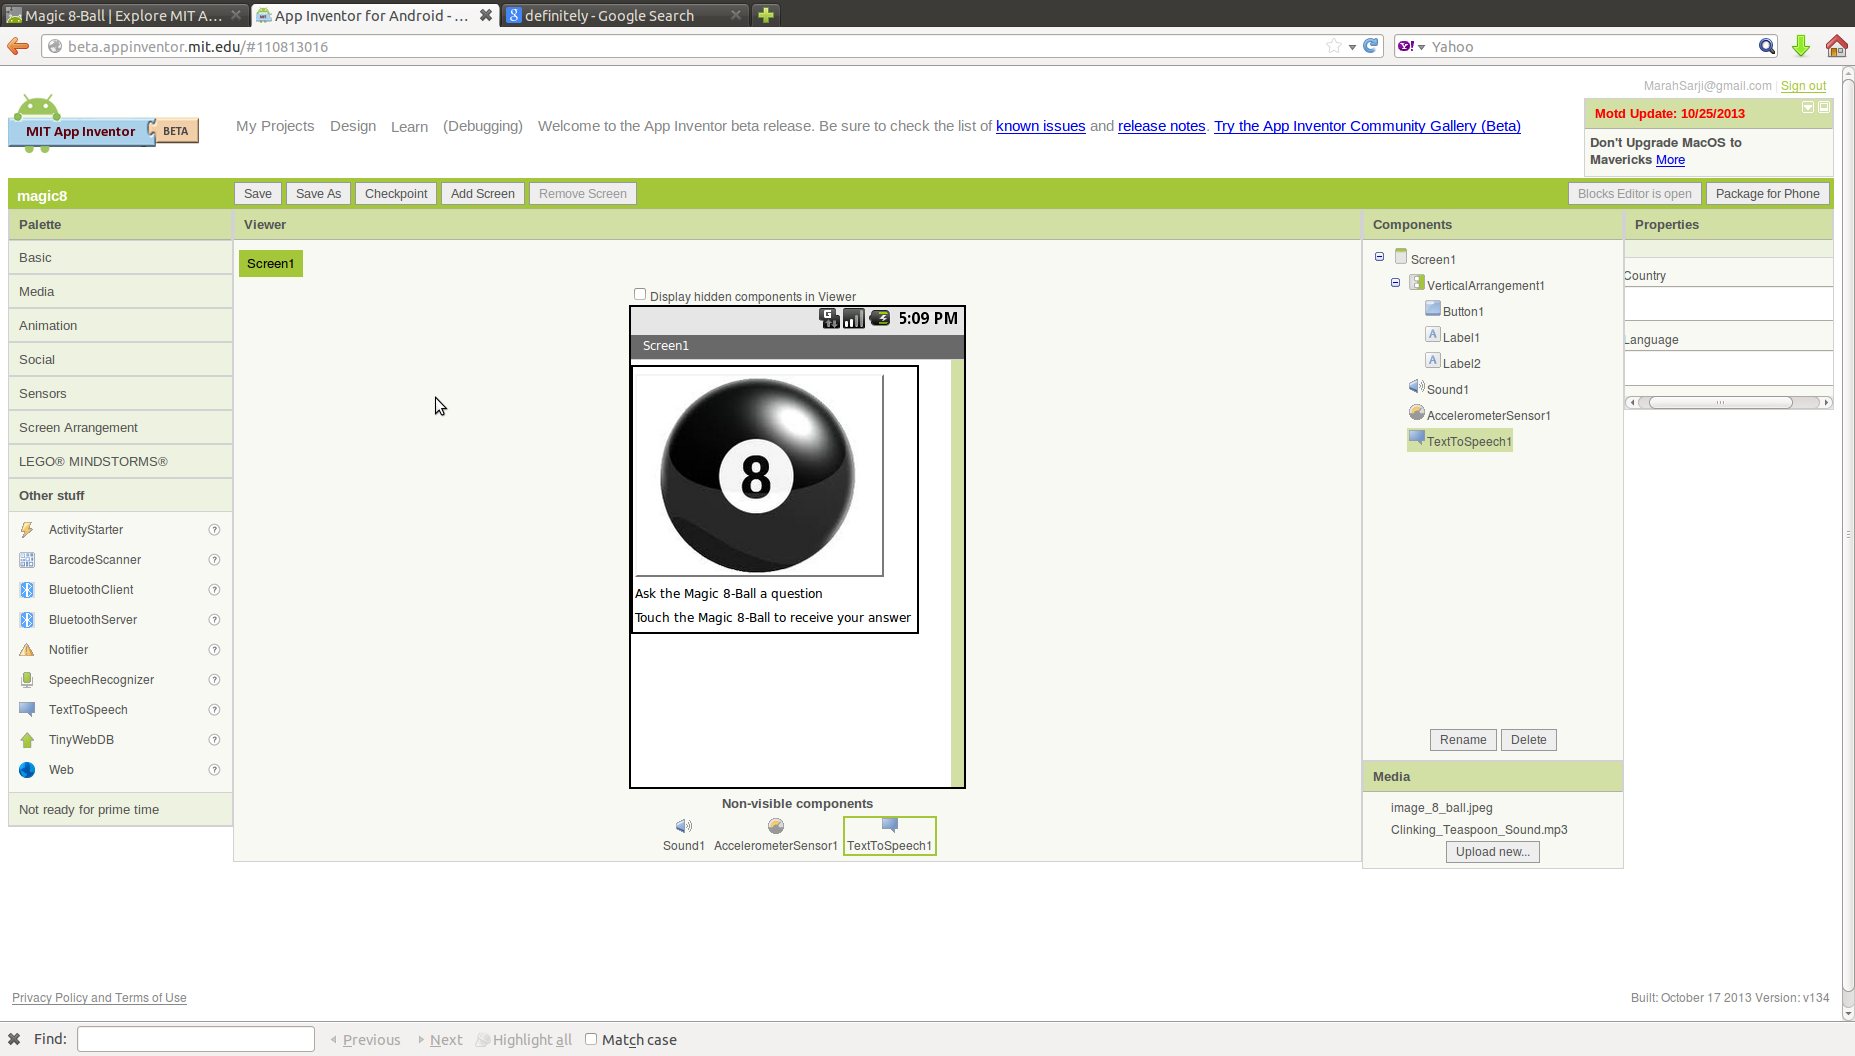 Magic 8-Ball | Explore MIT A...
App Inventor for Android - ...
definitely - Google Search
beta.appinventor.mit.edu/#110813016
Yahoo
MarahSarji@gmail.com | Sign out
MIT App Inventor BETA
My Projects Design Learn (Debugging) Welcome to the App Inventor beta release. Be sure to check the list of known issues and release notes. Try the App Inventor Community Gallery (Beta)
Motd Update: 10/25/2013
Don't Upgrade MacOS to
Mavericks More
magic8
Save Save As Checkpoint Add Screen Remove Screen
Blocks Editor is open Package for Phone
Palette
Basic
Media
Animation
Social
Sensors
Screen Arrangement
LEGO® MINDSTORMS®
Other stuff
ActivityStarter ?
BarcodeScanner ?
BluetoothClient ?
BluetoothServer ?
Notifier ?
SpeechRecognizer ?
TextToSpeech ?
TinyWebDB ?
Web ?
Not ready for prime time
Viewer
Screen1
Display hidden components in Viewer
5:09 PM
Screen1
8
Ask the Magic 8-Ball a question
Touch the Magic 8-Ball to receive your answer
Non-visible components
Sound1 AccelerometerSensor1 TextToSpeech1
Components
Screen1
VerticalArrangement1
Button1
A Label1
A Label2
Sound1
AccelerometerSensor1
TextToSpeech1
Rename Delete
Media
image_8_ball.jpeg
Clinking_Teaspoon_Sound.mp3
Upload new...
Properties
Country
Language
Privacy Policy and Terms of Use
Built: October 17 2013 Version: v134
Find: Previous Next Highlight all Match case